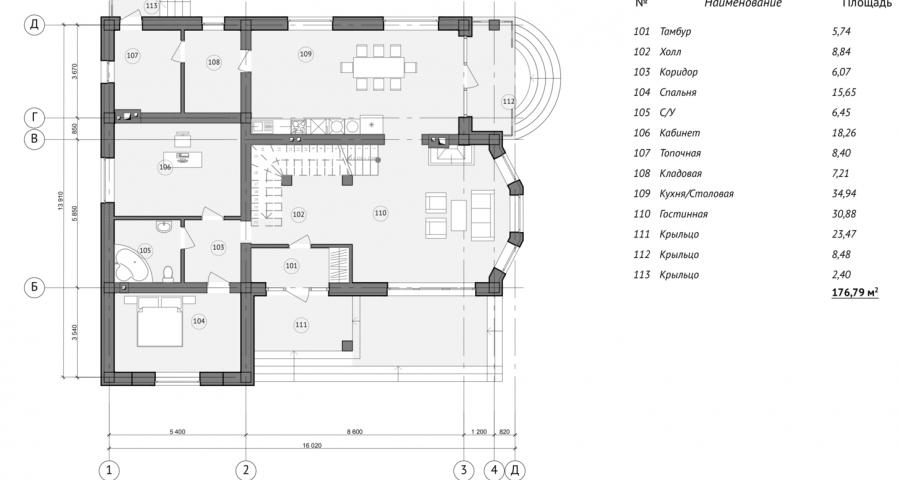 № Наименование Площадь
101 Тамбур 5,74
102 Холл 8,84
103 Коридор 6,07
104 Спальня 15,65
105 С/У 6,45
106 Кабинет 18,26
107 Топочная 8,40
108 Кладовая 7,21
109 Кухня/Столовая 34,94
110 Гостинная 30,88
111 Крыльцо 23,47
112 Крыльцо 8,48
113 Крыльцо 2,40
176,79 м²
113
Д
107
108
109
3 670
112
Г
850
В
106
13 910
5 850
102
110
105
103
101
Б
104
111
3 540
5 400
8 600
1 200
820
16 020
1
2
3
4
Д